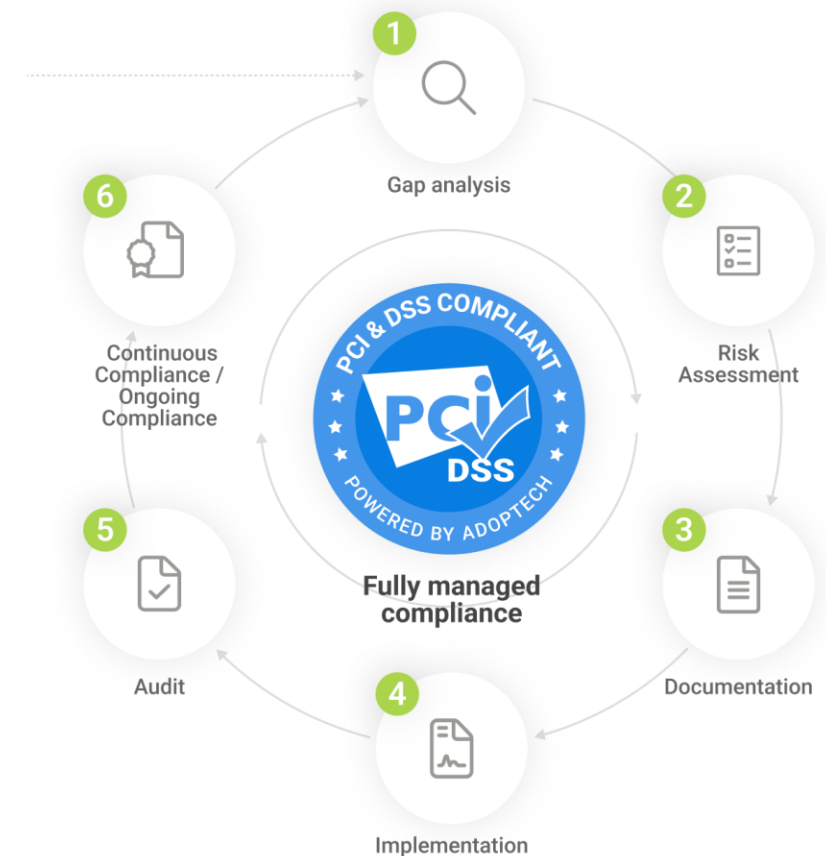 1
Gap analysis
2
Risk
Assessment
3
Documentation
4
Implementation
5
Audit
6
Continuous
Compliance /
Ongoing
Compliance
PCI & DSS COMPLIANT
PCi
DSS
POWERED BY ADOPTECH
Fully managed
compliance